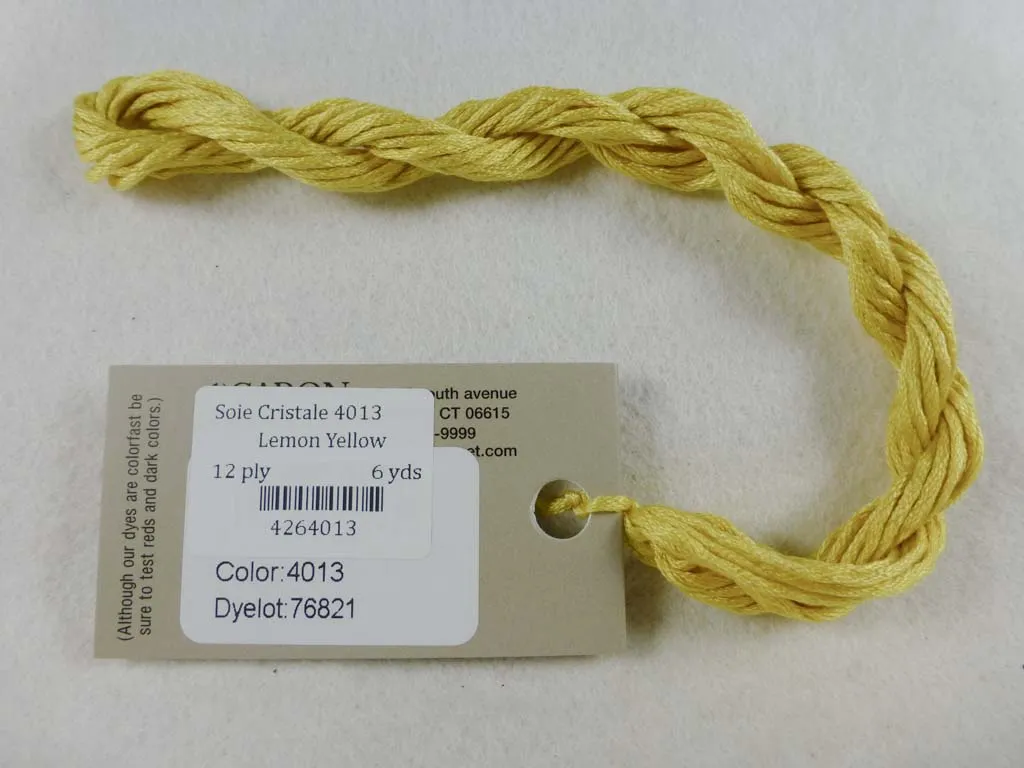 CARON
outh avenue
CT 06615
-9999
et.com
Soie Cristale 4013
Lemon Yellow
12 ply 6 yds
4264013
Color:4013
Dyelot:76821
(Although our dyes are colorfast be
sure to test reds and dark colors.)